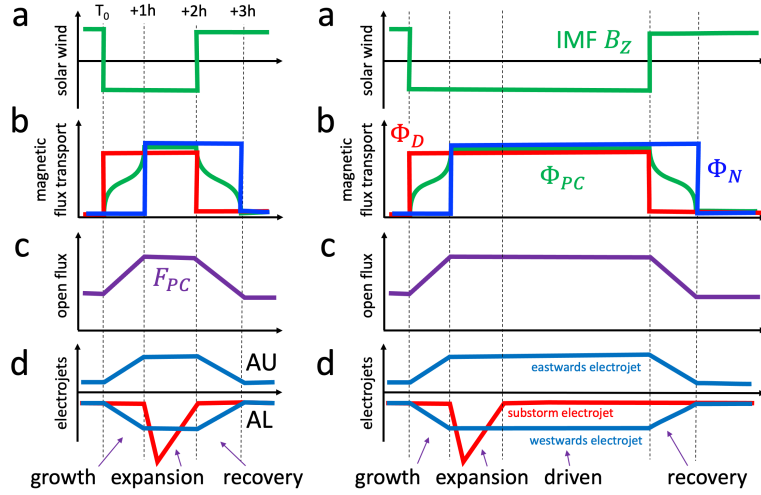 a
solar wind
T0
+1h
+2h
+3h
b
magnetic
flux transport
c
open flux
FPC
d
electrojets
AU
AL
growth
expansion
recovery
a
solar wind
IMF BZ
b
magnetic
flux transport
ΦD
ΦPC
ΦN
c
open flux
d
electrojets
eastwards electrojet
substorm electrojet
westwards electrojet
growth
expansion
driven
recovery